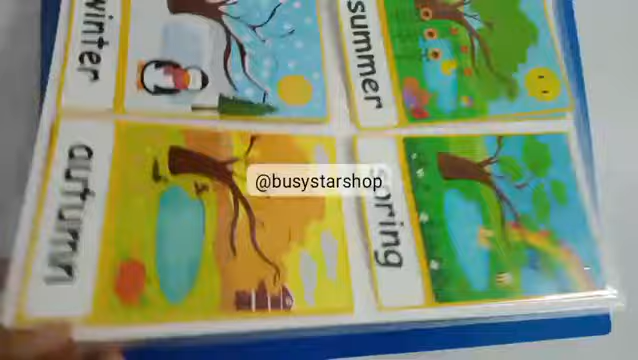 winter
summer
autumn
spring
@busystarshop